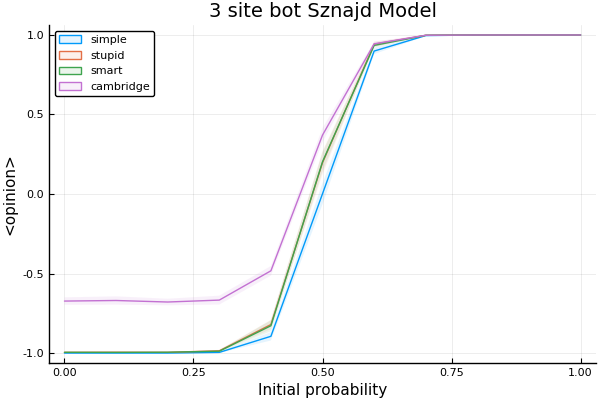 3 site bot Sznajd Model
simple
stupid
smart
cambridge
1.0
0.5
0.0
-0.5
-1.0
<opinion>
0.00
0.25
0.50
0.75
1.00
Initial probability